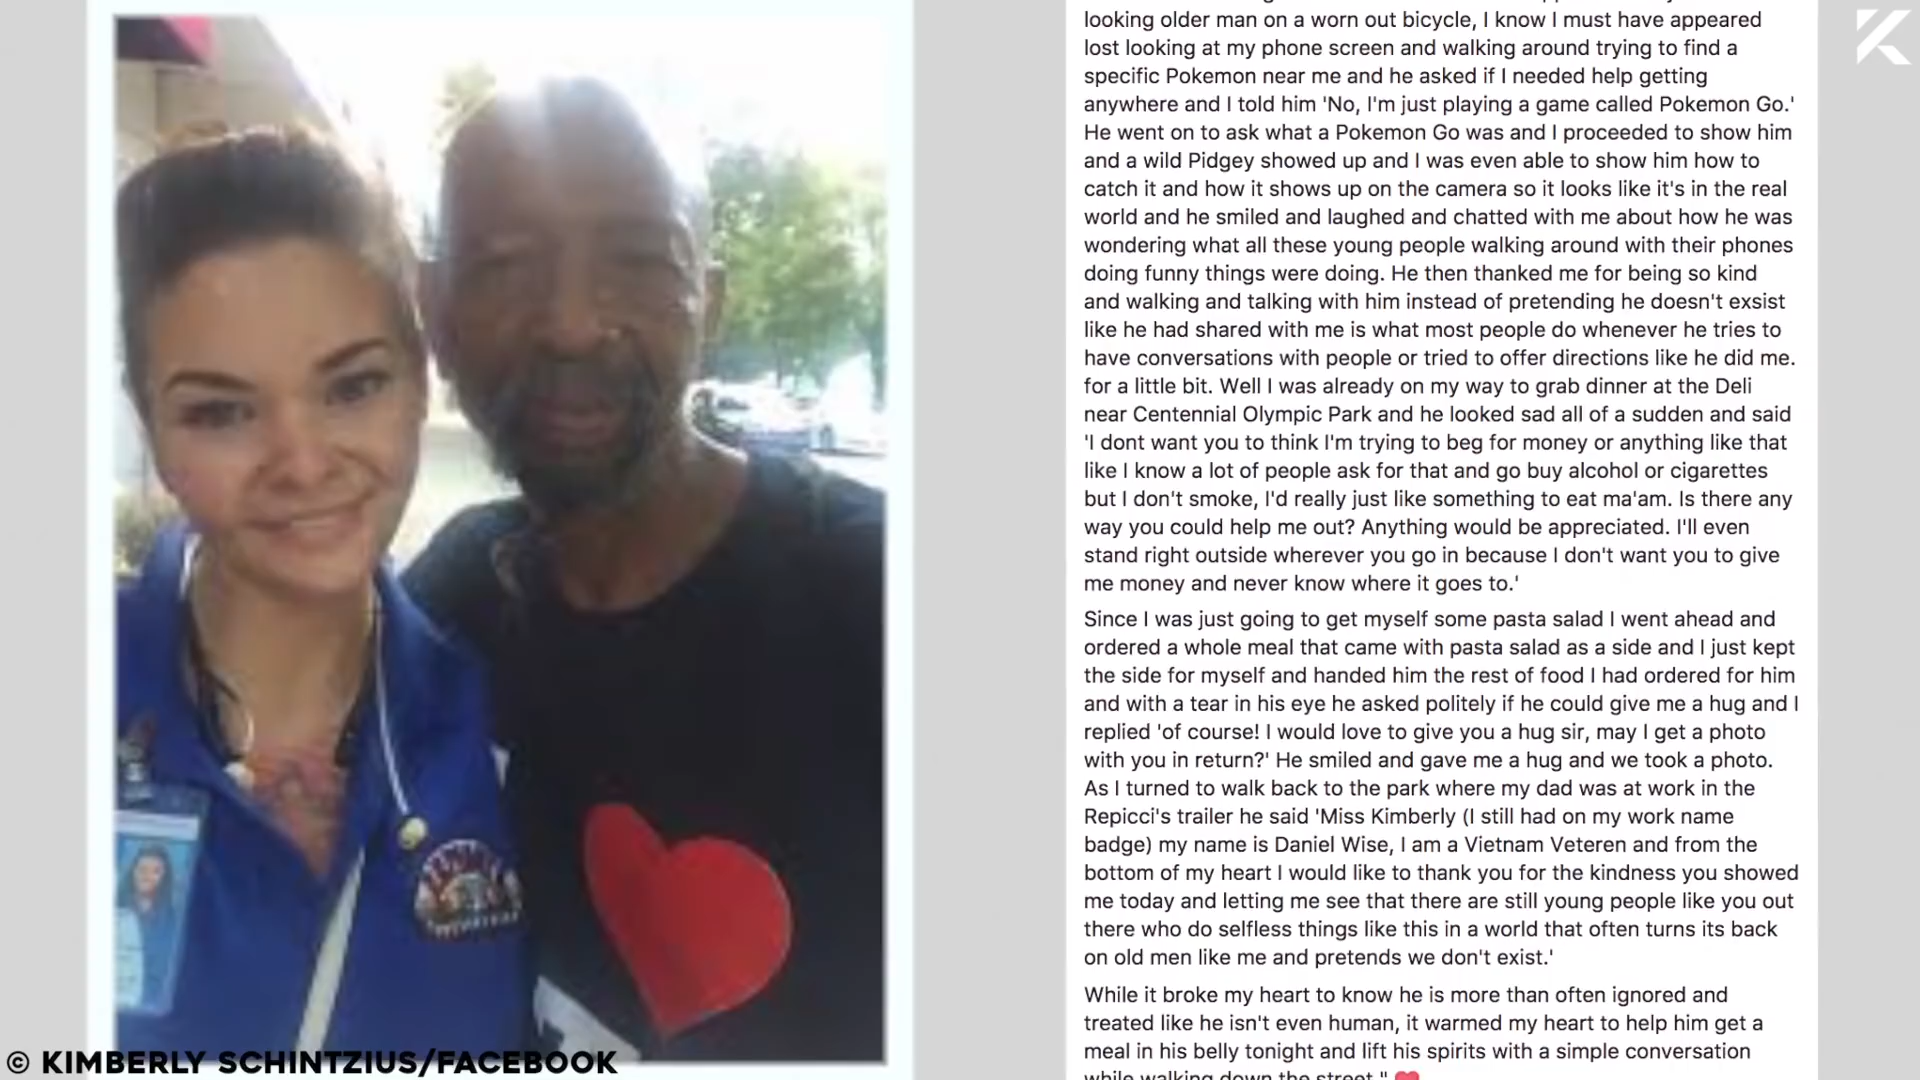 looking older man on a worn out bicycle, I know I must have appeared
lost looking at my phone screen and walking around trying to find a
specific Pokemon near me and he asked if I needed help getting
anywhere and I told him 'No, I'm just playing a game called Pokemon Go.'
He went on to ask what a Pokemon Go was and I proceeded to show him
and a wild Pidgey showed up and I was even able to show him how to
catch it and how it shows up on the camera so it looks like it's in the real
world and he smiled and laughed and chatted with me about how he was
wondering what all these young people walking around with their phones
doing funny things were doing. He then thanked me for being so kind
and walking and talking with him instead of pretending he doesn't exsist
like he had shared with me is what most people do whenever he tries to
have conversations with people or tried to offer directions like he did me.
for a little bit. Well I was already on my way to grab dinner at the Deli
near Centennial Olympic Park and he looked sad all of a sudden and said
'I dont want you to think I'm trying to beg for money or anything like that
like I know a lot of people ask for that and go buy alcohol or cigarettes
but I don't smoke, I'd really just like something to eat ma'am. Is there any
way you could help me out? Anything would be appreciated. I'll even
stand right outside wherever you go in because I don't want you to give
me money and never know where it goes to.'
Since I was just going to get myself some pasta salad I went ahead and
ordered a whole meal that came with pasta salad as a side and I just kept
the side for myself and handed him the rest of food I had ordered for him
and with a tear in his eye he asked politely if he could give me a hug and I
replied 'of course! I would love to give you a hug sir, may I get a photo
with you in return?' He smiled and gave me a hug and we took a photo.
As I turned to walk back to the park where my dad was at work in the
Repicci's trailer he said 'Miss Kimberly (I still had on my work name
badge) my name is Daniel Wise, I am a Vietnam Veteren and from the
bottom of my heart I would like to thank you for the kindness you showed
me today and letting me see that there are still young people like you out
there who do selfless things like this in a world that often turns its back
on old men like me and pretends we don't exist.'
While it broke my heart to know he is more than often ignored and
treated like he isn't even human, it warmed my heart to help him get a
meal in his belly tonight and lift his spirits with a simple conversation
while walking down the street." ❤
© KIMBERLY SCHINTZIUS/FACEBOOK